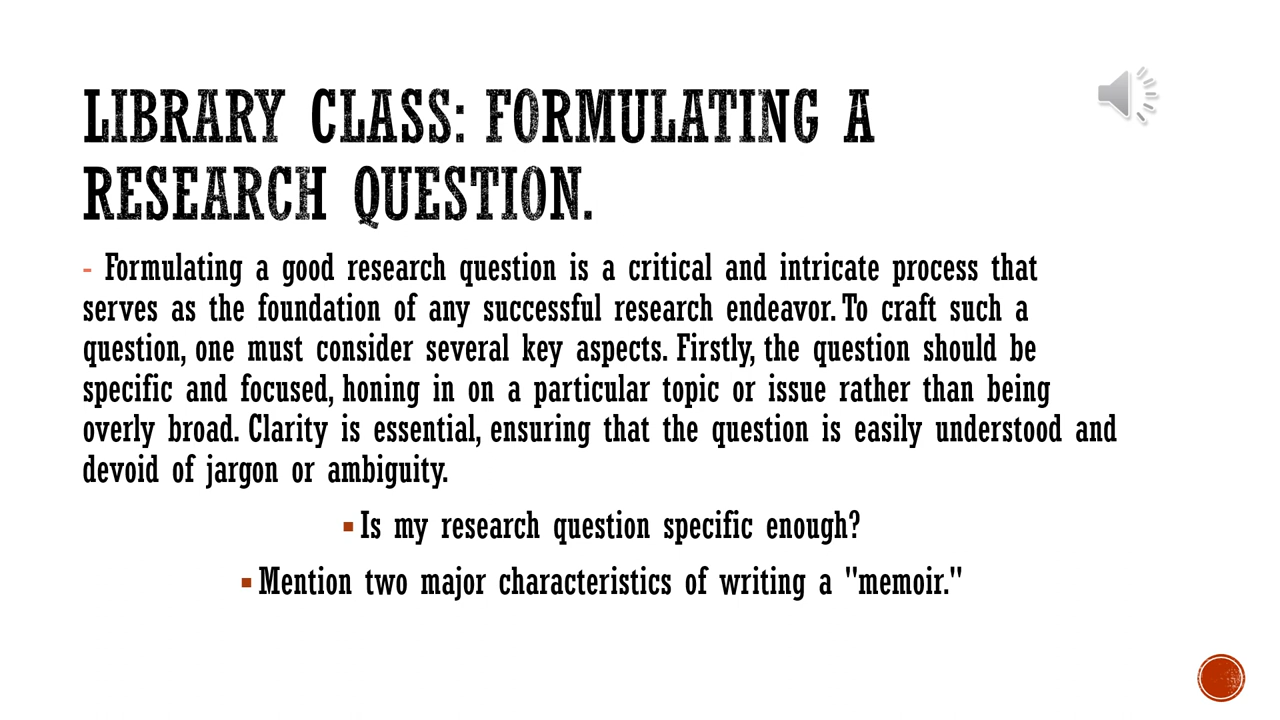 LIBRARY CLASS: FORMULATING A
RESEARCH QUESTION.
- Formulating a good research question is a critical and intricate process that
serves as the foundation of any successful research endeavor. To craft such a
question, one must consider several key aspects. Firstly, the question should be
specific and focused, honing in on a particular topic or issue rather than being
overly broad. Clarity is essential, ensuring that the question is easily understood and
devoid of jargon or ambiguity.
▪ Is my research question specific enough?
▪ Mention two major characteristics of writing a "memoir."